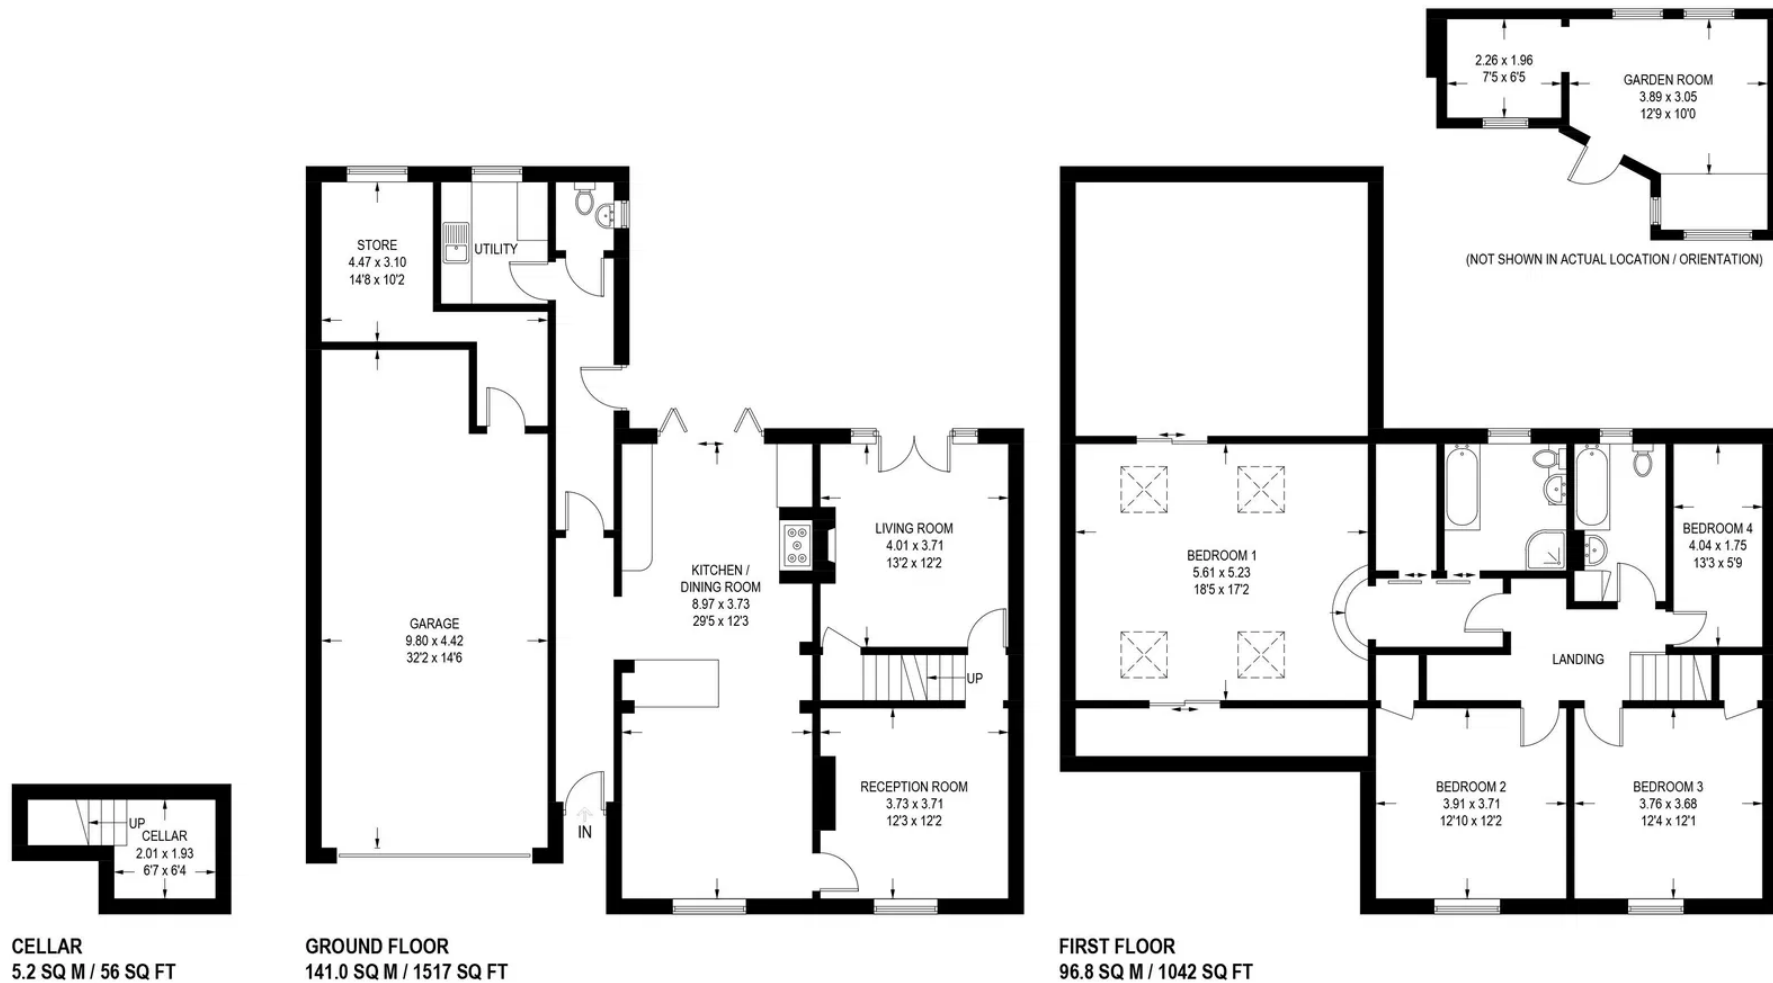 2.26 x 1.96
7'5 x 6'5
GARDEN ROOM
3.89 x 3.05
12'9 x 10'0
(NOT SHOWN IN ACTUAL LOCATION / ORIENTATION)
STORE
4.47 x 3.10
14'8 x 10'2
UTILITY
GARAGE
9.80 x 4.42
32'2 x 14'6
KITCHEN /
DINING ROOM
8.97 x 3.73
29'5 x 12'3
LIVING ROOM
4.01 x 3.71
13'2 x 12'2
UP
RECEPTION ROOM
3.73 x 3.71
12'3 x 12'2
IN
BEDROOM 1
5.61 x 5.23
18'5 x 17'2
BEDROOM 4
4.04 x 1.75
13'3 x 5'9
LANDING
BEDROOM 2
3.91 x 3.71
12'10 x 12'2
BEDROOM 3
3.76 x 3.68
12'4 x 12'1
UP
CELLAR
2.01 x 1.93
6'7 x 6'4
CELLAR
5.2 SQ M / 56 SQ FT
GROUND FLOOR
141.0 SQ M / 1517 SQ FT
FIRST FLOOR
96.8 SQ M / 1042 SQ FT